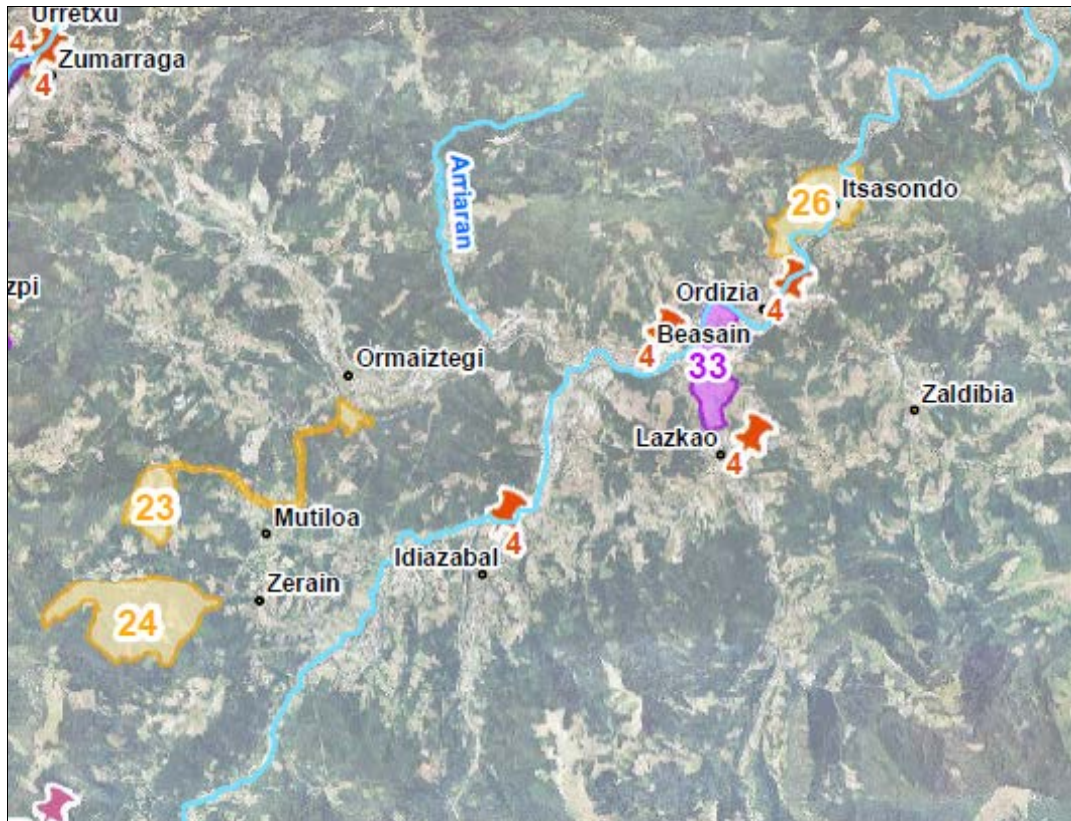 Urretxu
4
Zumarraga
4
Arriaran
26
Itsasondo
zpi
Ordizia
4
Beasain
4
Ormaiztegi
33
Zaldibia
Lazkao
4
23
Mutiloa
4
Idiazabal
Zerain
24